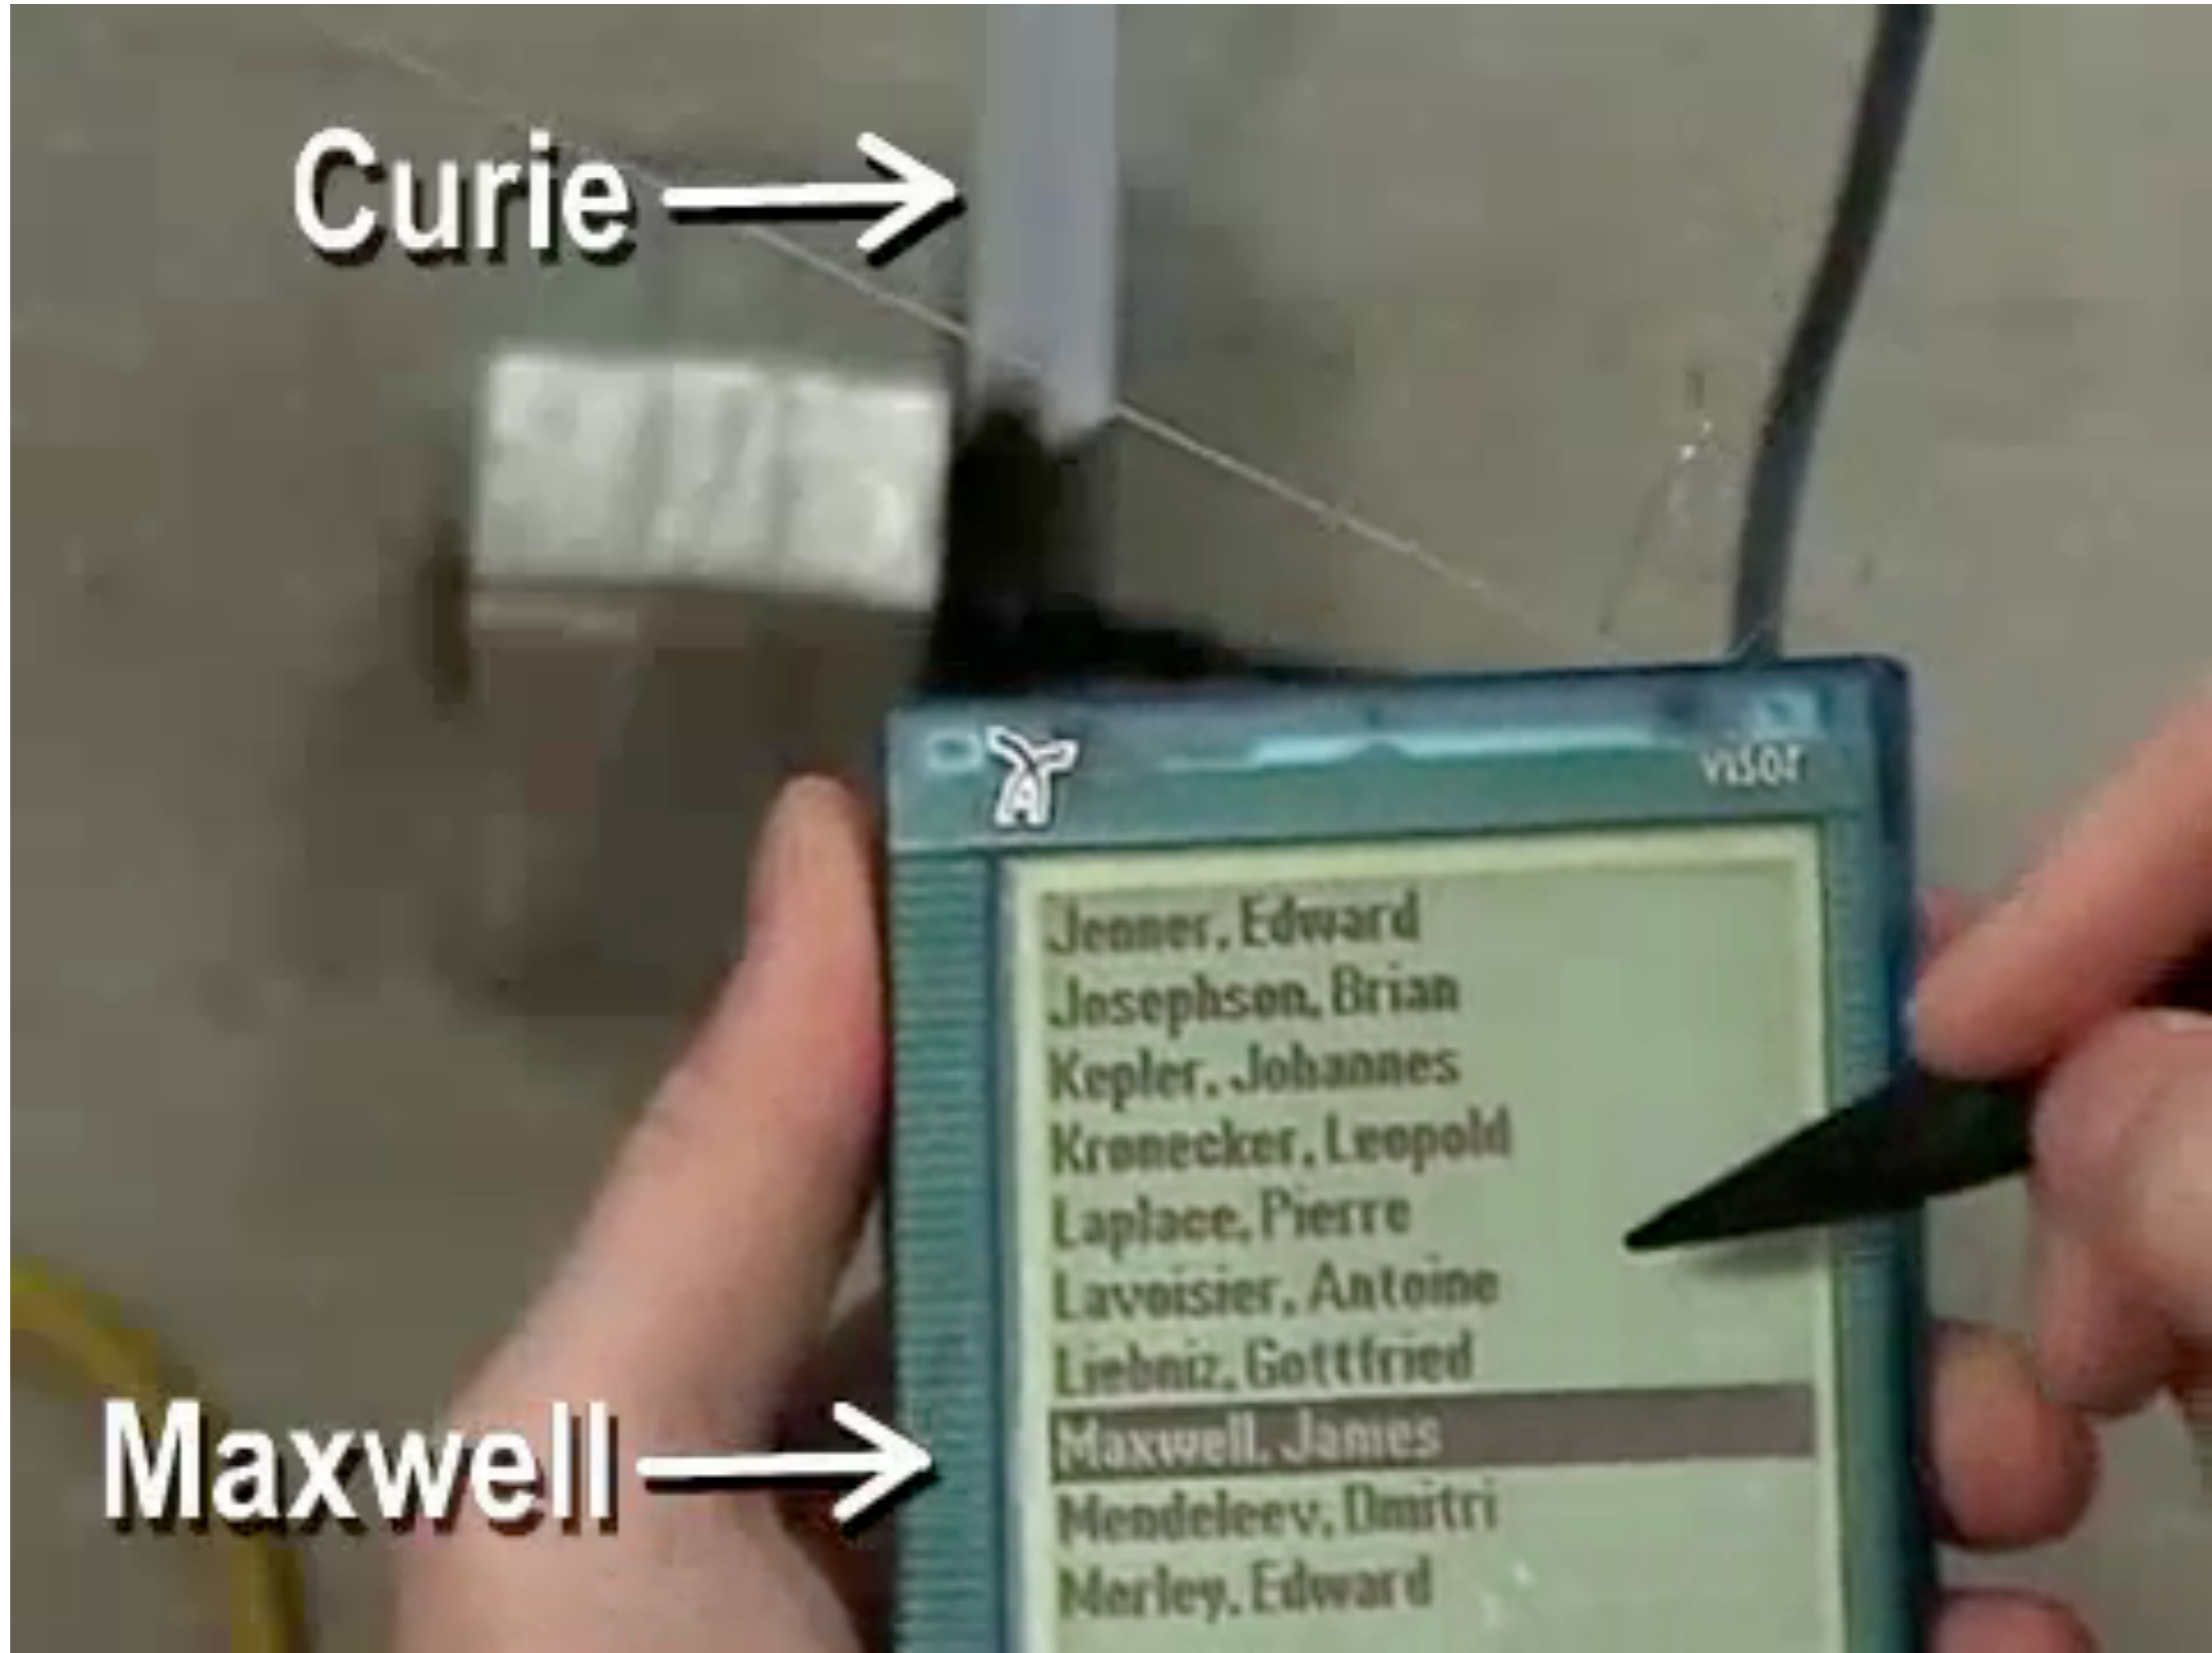 Curie
visor
Jenner, Edward
Josephson, Brian
Kepler, Johannes
Kronecker, Leopold
Laplace, Pierre
Lavoisier, Antoine
Liebniz, Gottfried
Maxwell
Maxwell, James
Mendeleev, Dmitri
Morley, Edward